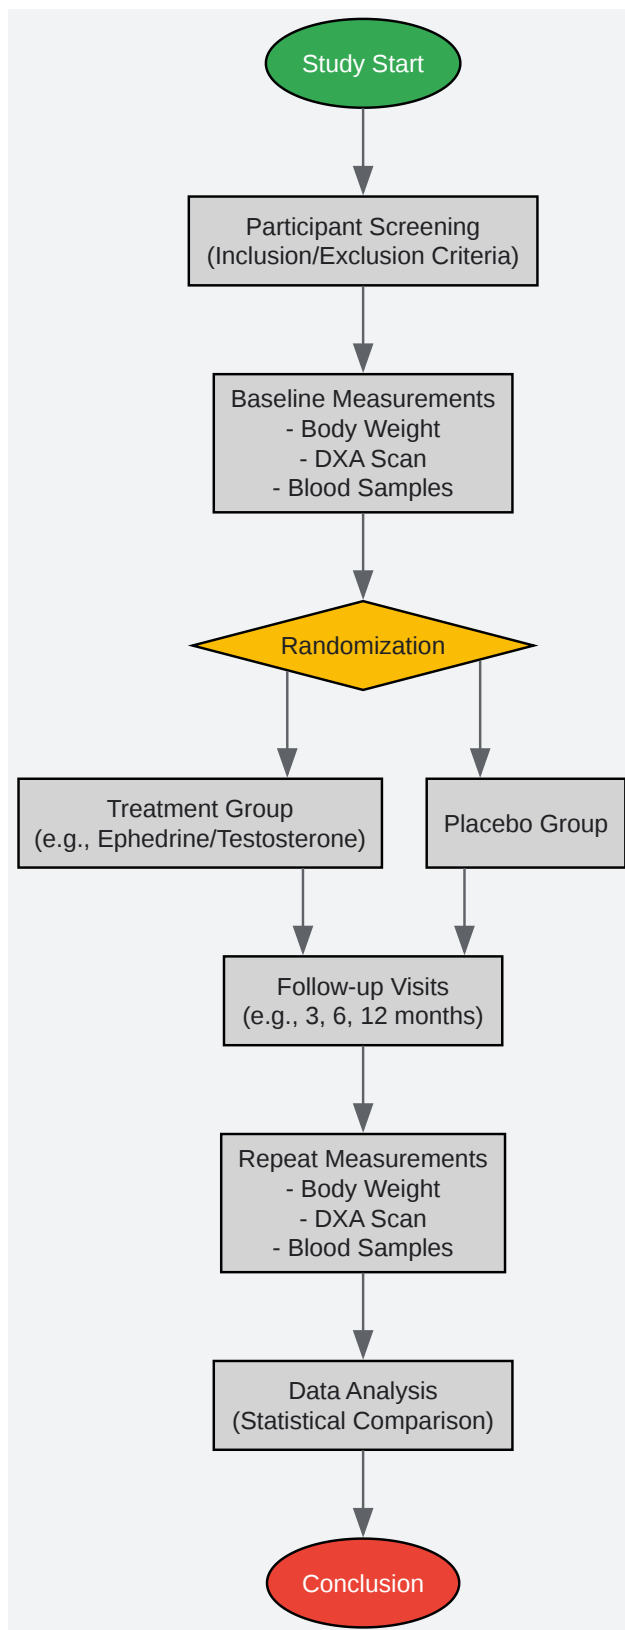 Study Start
Participant Screening
(Inclusion/Exclusion Criteria)
Baseline Measurements
- Body Weight
- DXA Scan
- Blood Samples
Randomization
Treatment Group
(e.g., Ephedrine/Testosterone)
Placebo Group
Follow-up Visits
(e.g., 3, 6, 12 months)
Repeat Measurements
- Body Weight
- DXA Scan
- Blood Samples
Data Analysis
(Statistical Comparison)
Conclusion